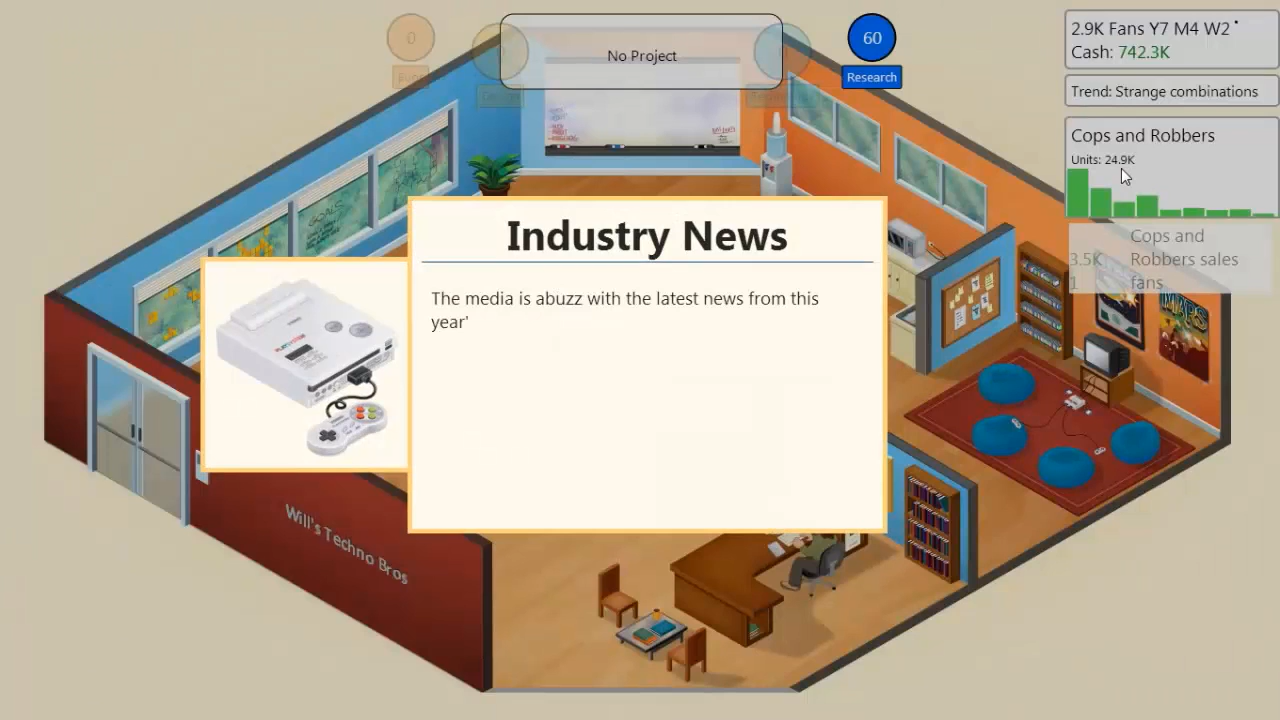 0
No Project
60
Research
2.9K Fans Y7 M4 W2
Cash: 742.3K
Trend: Strange combinations
Cops and Robbers
Units: 24.9K
3.5K Cops and
Robbers sales
1 fans
GOALS
Industry News
The media is abuzz with the latest news from this
year'
Will's Techno Bros